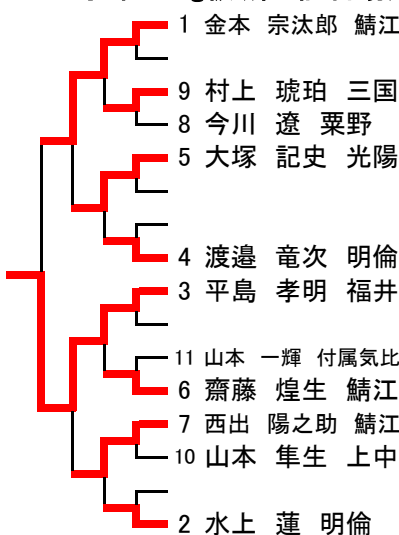 1 金本 宗汰郎 鯖江
9 村上 琥珀 三国
8 今川 遼 粟野
5 大塚 記史 光陽
4 渡邉 竜次 明倫
3 平島 孝明 福井
11 山本 一輝 付属気比
6 齋藤 煌生 鯖江
7 西出 陽之助 鯖江
10 山本 隼生 上中
2 水上 蓮 明倫